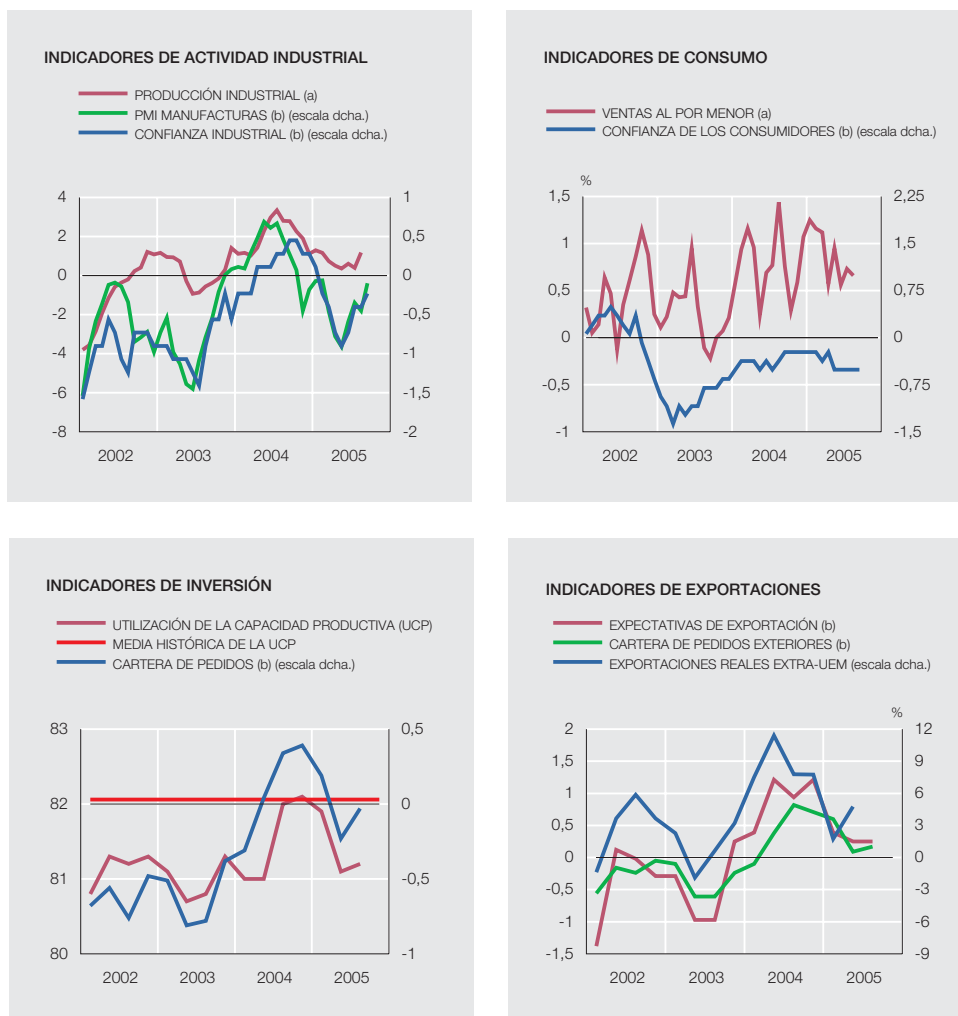 INDICADORES DE ACTIVIDAD INDUSTRIAL
PRODUCCIÓN INDUSTRIAL (a)
PMI MANUFACTURAS (b) (escala dcha.)
CONFIANZA INDUSTRIAL (b) (escala dcha.)
4
2
0
-2
-4
-6
-8
1
0,5
0
-0,5
-1
-1,5
-2
2002 2003 2004 2005
INDICADORES DE CONSUMO
VENTAS AL POR MENOR (a)
CONFIANZA DE LOS CONSUMIDORES (b) (escala dcha.)
%
1,5
1
0,5
0
-0,5
-1
2,25
1,5
0,75
0
-0,75
-1,5
2002 2003 2004 2005
INDICADORES DE INVERSIÓN
UTILIZACIÓN DE LA CAPACIDAD PRODUCTIVA (UCP)
MEDIA HISTÓRICA DE LA UCP
CARTERA DE PEDIDOS (b) (escala dcha.)
83
82
81
80
0,5
0
-0,5
-1
2002 2003 2004 2005
INDICADORES DE EXPORTACIONES
EXPECTATIVAS DE EXPORTACIÓN (b)
CARTERA DE PEDIDOS EXTERIORES (b)
EXPORTACIONES REALES EXTRA-UEM (escala dcha.)
%
2
1,5
1
0,5
0
-0,5
-1
-1,5
12
9
6
3
0
-3
-6
-9
2002 2003 2004 2005